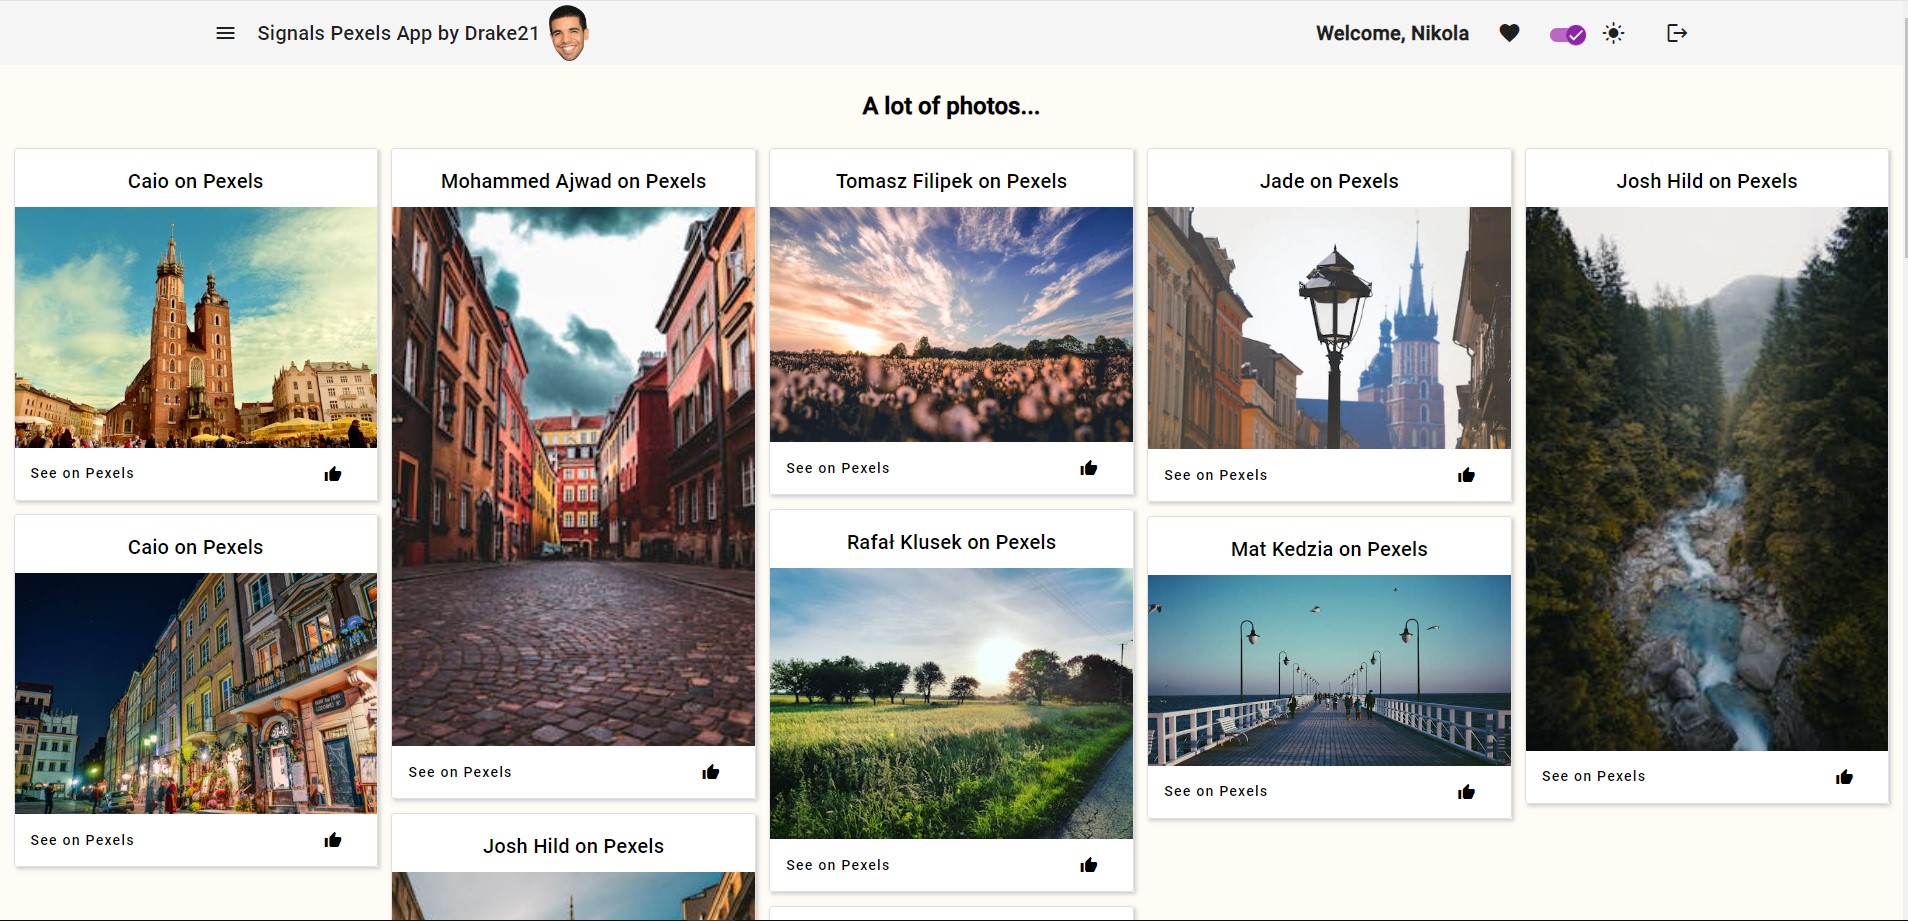 Signals Pexels App by Drake21
Welcome, Nikola
A lot of photos...
Caio on Pexels
See on Pexels
Caio on Pexels
See on Pexels
Mohammed Ajwad on Pexels
See on Pexels
Josh Hild on Pexels
Tomasz Filipek on Pexels
See on Pexels
Rafał Klusek on Pexels
See on Pexels
Jade on Pexels
See on Pexels
Mat Kedzia on Pexels
See on Pexels
Josh Hild on Pexels
See on Pexels